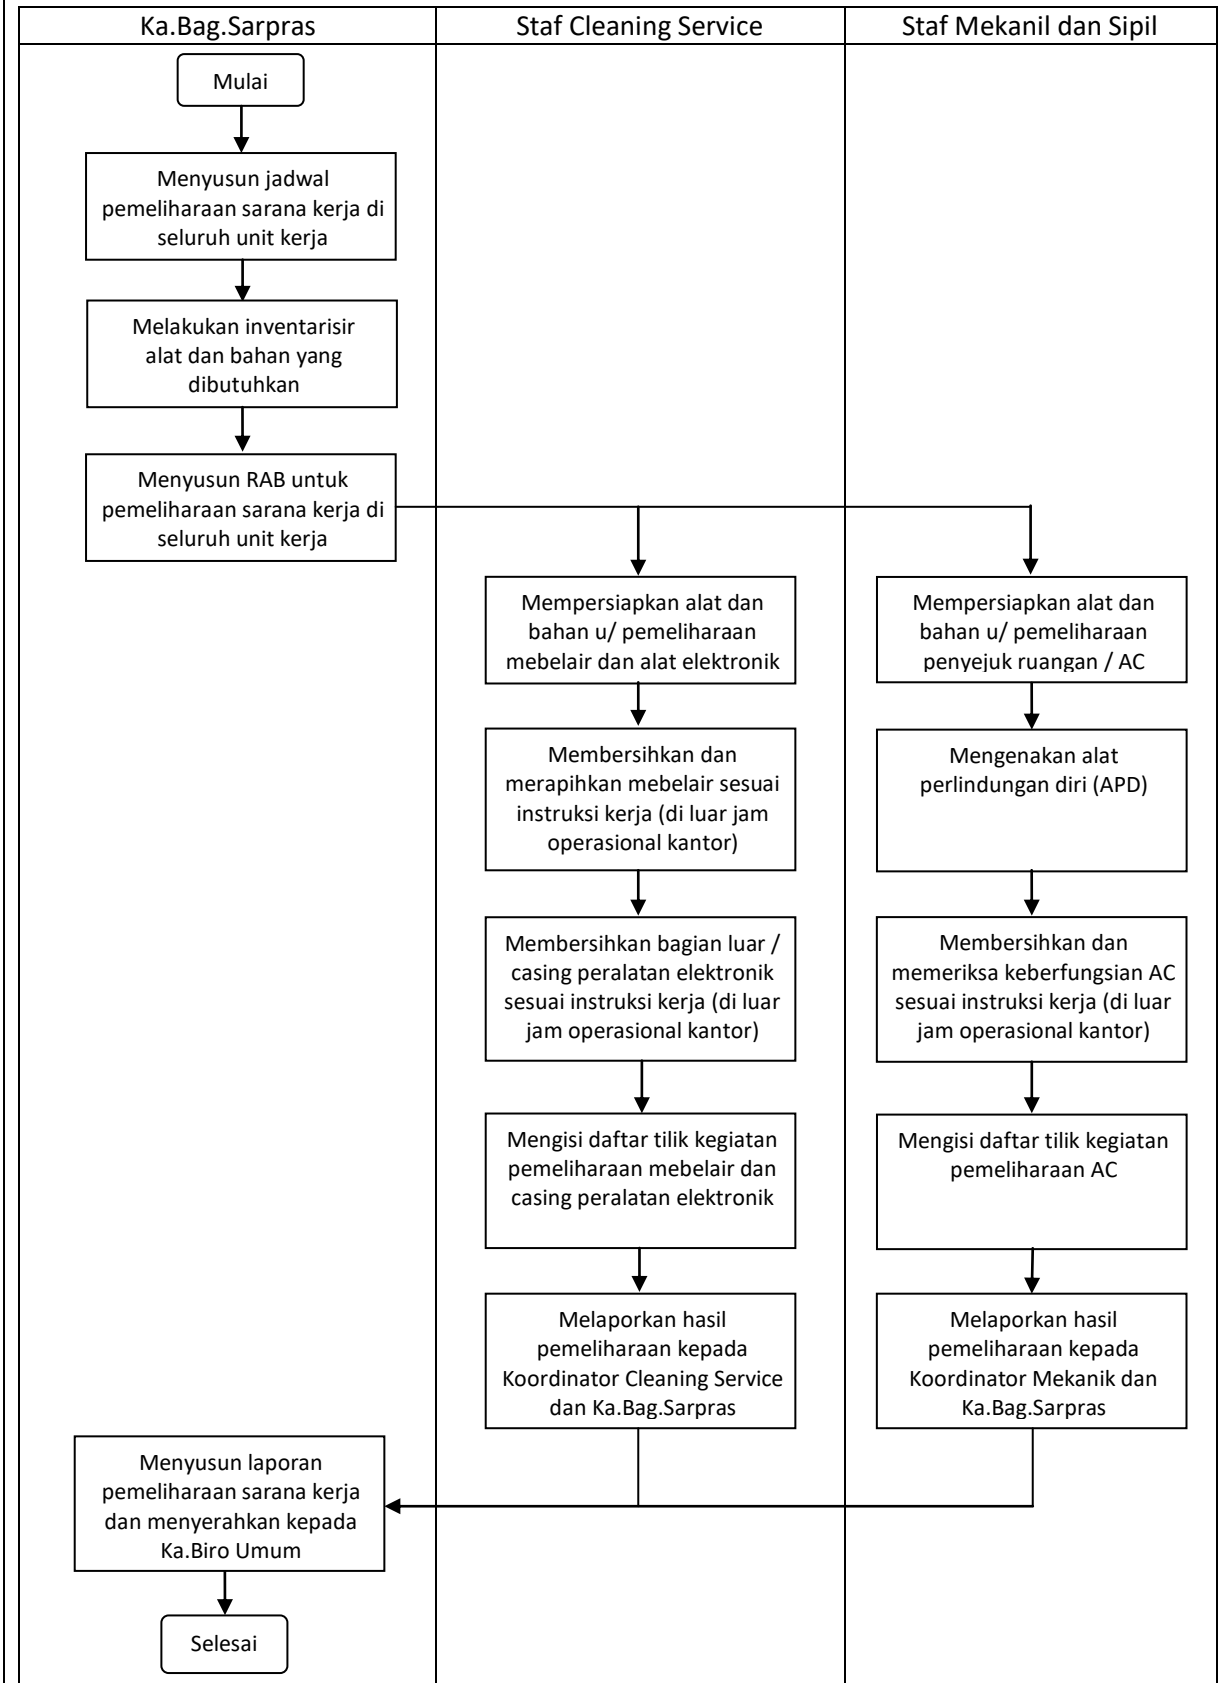 Ka.Bag.Sarpras
Staf Cleaning Service
Staf Mekanil dan Sipil
Mulai
Menyusun jadwal
pemeliharaan sarana kerja di
seluruh unit kerja
Melakukan inventarisir
alat dan bahan yang
dibutuhkan
Menyusun RAB untuk
pemeliharaan sarana kerja di
seluruh unit kerja
Mempersiapkan alat dan
bahan u/ pemeliharaan
mebelair dan alat elektronik
Membersihkan dan
merapihkan mebelair sesuai
instruksi kerja (di luar jam
operasional kantor)
Membersihkan bagian luar /
casing peralatan elektronik
sesuai instruksi kerja (di luar
jam operasional kantor)
Mengisi daftar tilik kegiatan
pemeliharaan mebelair dan
casing peralatan elektronik
Melaporkan hasil
pemeliharaan kepada
Koordinator Cleaning Service
dan Ka.Bag.Sarpras
Mempersiapkan alat dan
bahan u/ pemeliharaan
penyejuk ruangan / AC
Mengenakan alat
perlindungan diri (APD)
Membersihkan dan
memeriksa keberfungsian AC
sesuai instruksi kerja (di luar
jam operasional kantor)
Mengisi daftar tilik kegiatan
pemeliharaan AC
Melaporkan hasil
pemeliharaan kepada
Koordinator Mekanik dan
Ka.Bag.Sarpras
Menyusun laporan
pemeliharaan sarana kerja
dan menyerahkan kepada
Ka.Biro Umum
Selesai